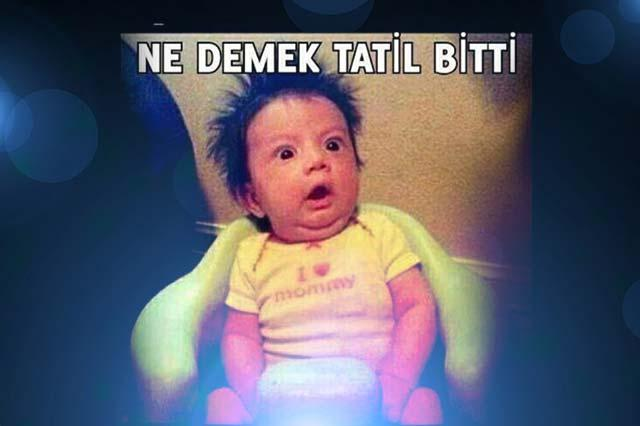 NE DEMEK TATİL BİTTİ
I ♥
mommy